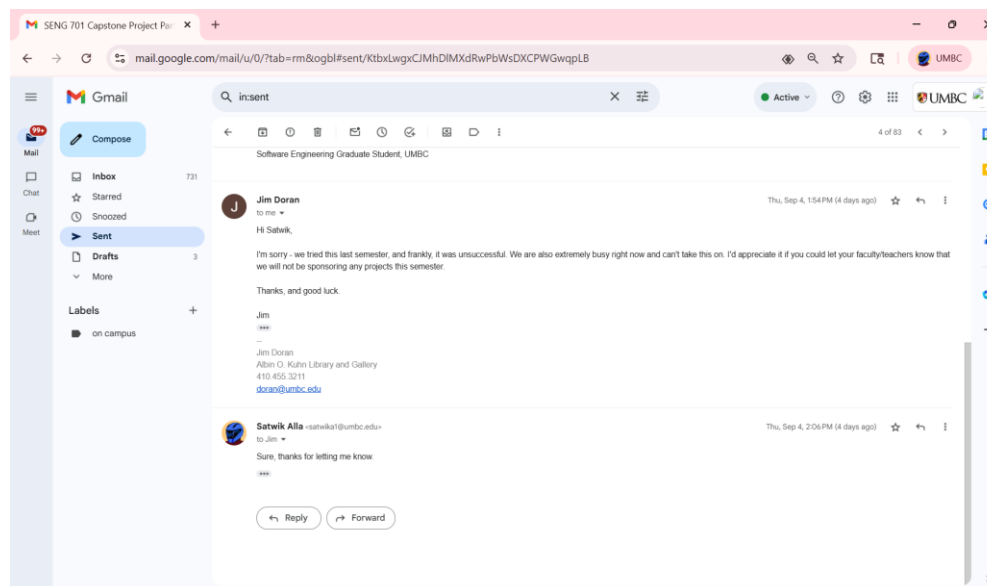 SENG 701 Capstone Project Par
mail.google.com/mail/u/0/?tab=rm&ogbl#sent/KtbxLwgxCJMhDlMXdRwPbWsDXCPWGwqpLB
UMBC
Gmail
in:sent
Active
UMBC
99+
Mail
Chat
Meet
Compose
Inbox 731
Starred
Snoozed
Sent
Drafts 3
More
Labels
on campus
4 of 83
Software Engineering Graduate Student, UMBC
J
Jim Doran
Thu, Sep 4, 1:54 PM (4 days ago)
to me
Hi Satwik,
I'm sorry - we tried this last semester, and frankly, it was unsuccessful. We are also extremely busy right now and can't take this on. I'd appreciate it if you could let your faculty/teachers know that
we will not be sponsoring any projects this semester.
Thanks, and good luck.
Jim
--
Jim Doran
Albin O. Kuhn Library and Gallery
410.455.3211
doran@umbc.edu
Satwik Alla <satwika1@umbc.edu>
Thu, Sep 4, 2:06 PM (4 days ago)
to Jim
Sure, thanks for letting me know.
Reply
Forward